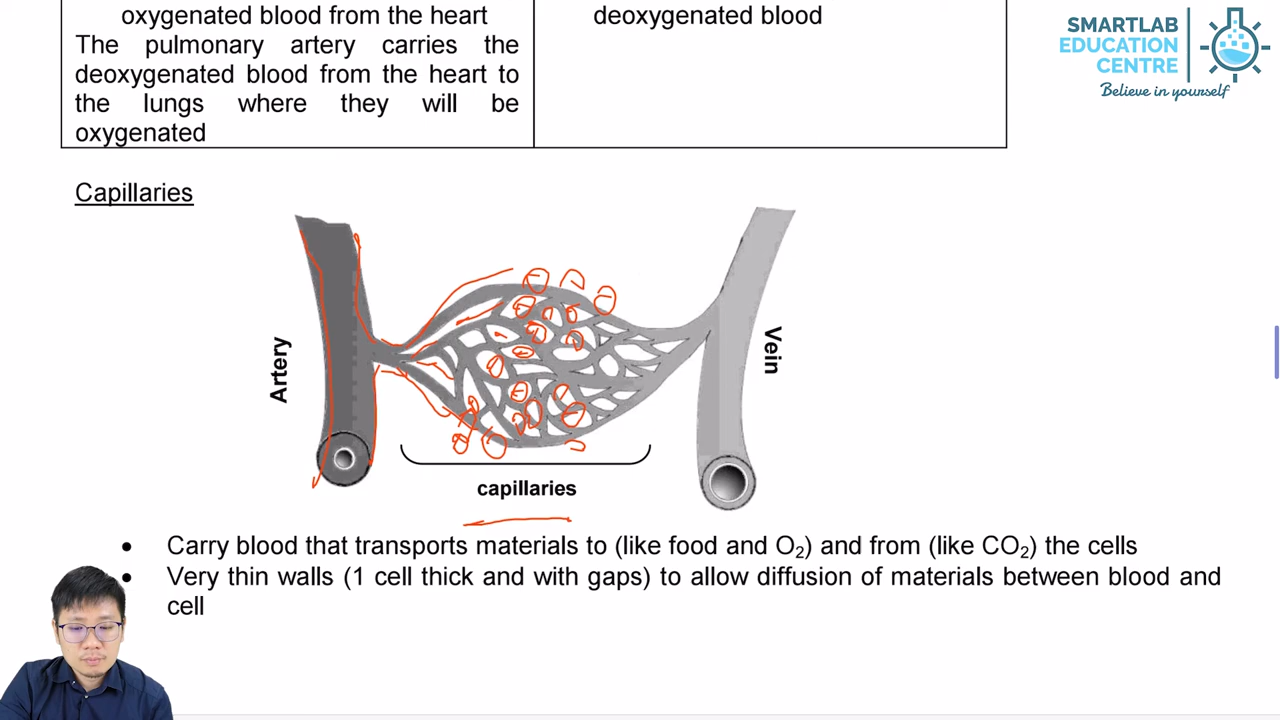 oxygenated blood from the heart
The pulmonary artery carries the
deoxygenated blood from the heart to
the lungs where they will be
oxygenated
deoxygenated blood
SMARTLAB
EDUCATION
CENTRE
Believe in yourself
Capillaries
Artery
Vein
capillaries
• Carry blood that transports materials to (like food and O₂) and from (like CO₂) the cells
• Very thin walls (1 cell thick and with gaps) to allow diffusion of materials between blood and
cell